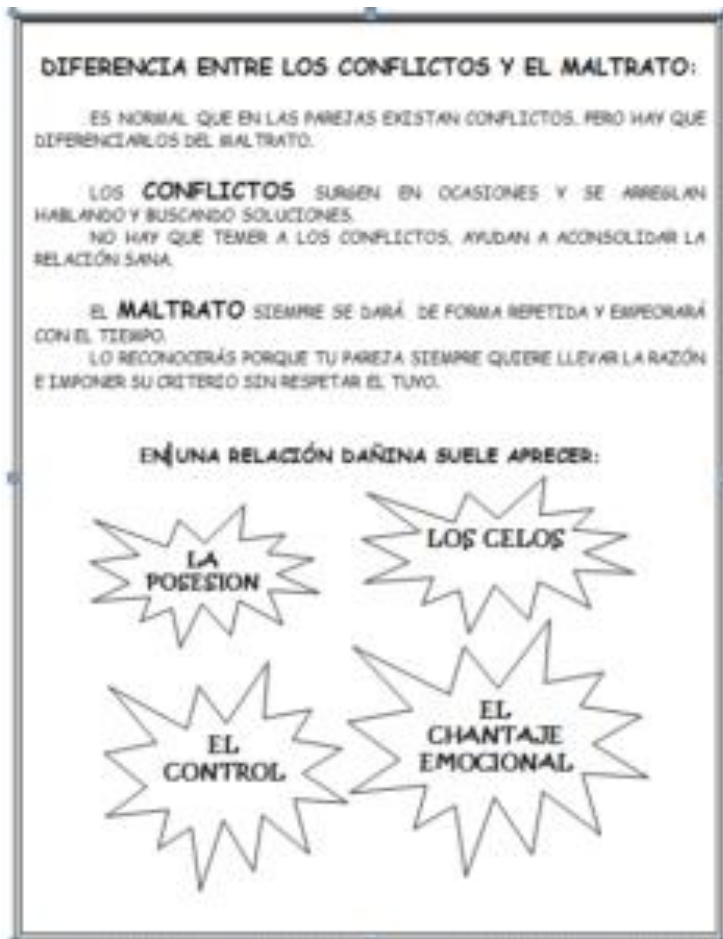 DIFERENCIA ENTRE LOS CONFLICTOS Y EL MALTRATO:
ES NORMAL QUE EN LAS PAREJAS EXISTAN CONFLICTOS, PERO HAY QUE
DIFERENCIARLOS DEL MALTRATO.
LOS CONFLICTOS SURGEN EN OCASIONES Y SE ARREGLAN
HABLANDO Y BUSCANDO SOLUCIONES.
NO HAY QUE TEMER A LOS CONFLICTOS, AYUDAN A ACONSOLIDAR LA
RELACIÓN SANA.
EL MALTRATO SIEMPRE SE DARÁ DE FORMA REPETIDA Y EMPEORARÁ
CON EL TIEMPO.
LO RECONOCERÁS PORQUE TU PAREJA SIEMPRE QUIERE LLEVAR LA RAZÓN
E IMPONER SU CRITERIO SIN RESPETAR EL TUYO.
EN UNA RELACIÓN DAÑINA SUELE APRECER:
LA
POSESION
LOS CELOS
EL
CONTROL
EL
CHANTAJE
EMOCIONAL